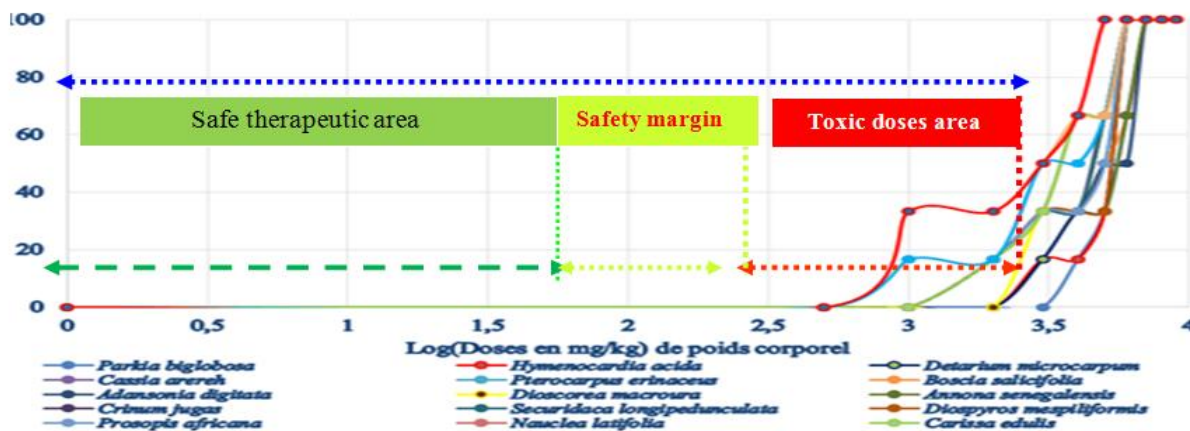 100
80
60
40
20
0
Safe therapeutic area
Safety margin
Toxic doses area
0 0,5 1 1,5 2 2,5 3 3,5 4
Log(Doses en mg/kg) de poids corporel
Parkia biglobosa Hymenocardia acida Detarium microcarpum
Cassia arereh Pterocarpus erinaceus Boscia salicifolia
Adansonia digitata Dioscorea macroura Annona senegalensis
Crinum jugas Securidaca longipedunculata Diospyros mespiliformis
Prosopis africana Nauclea latifolia Carissa edulis